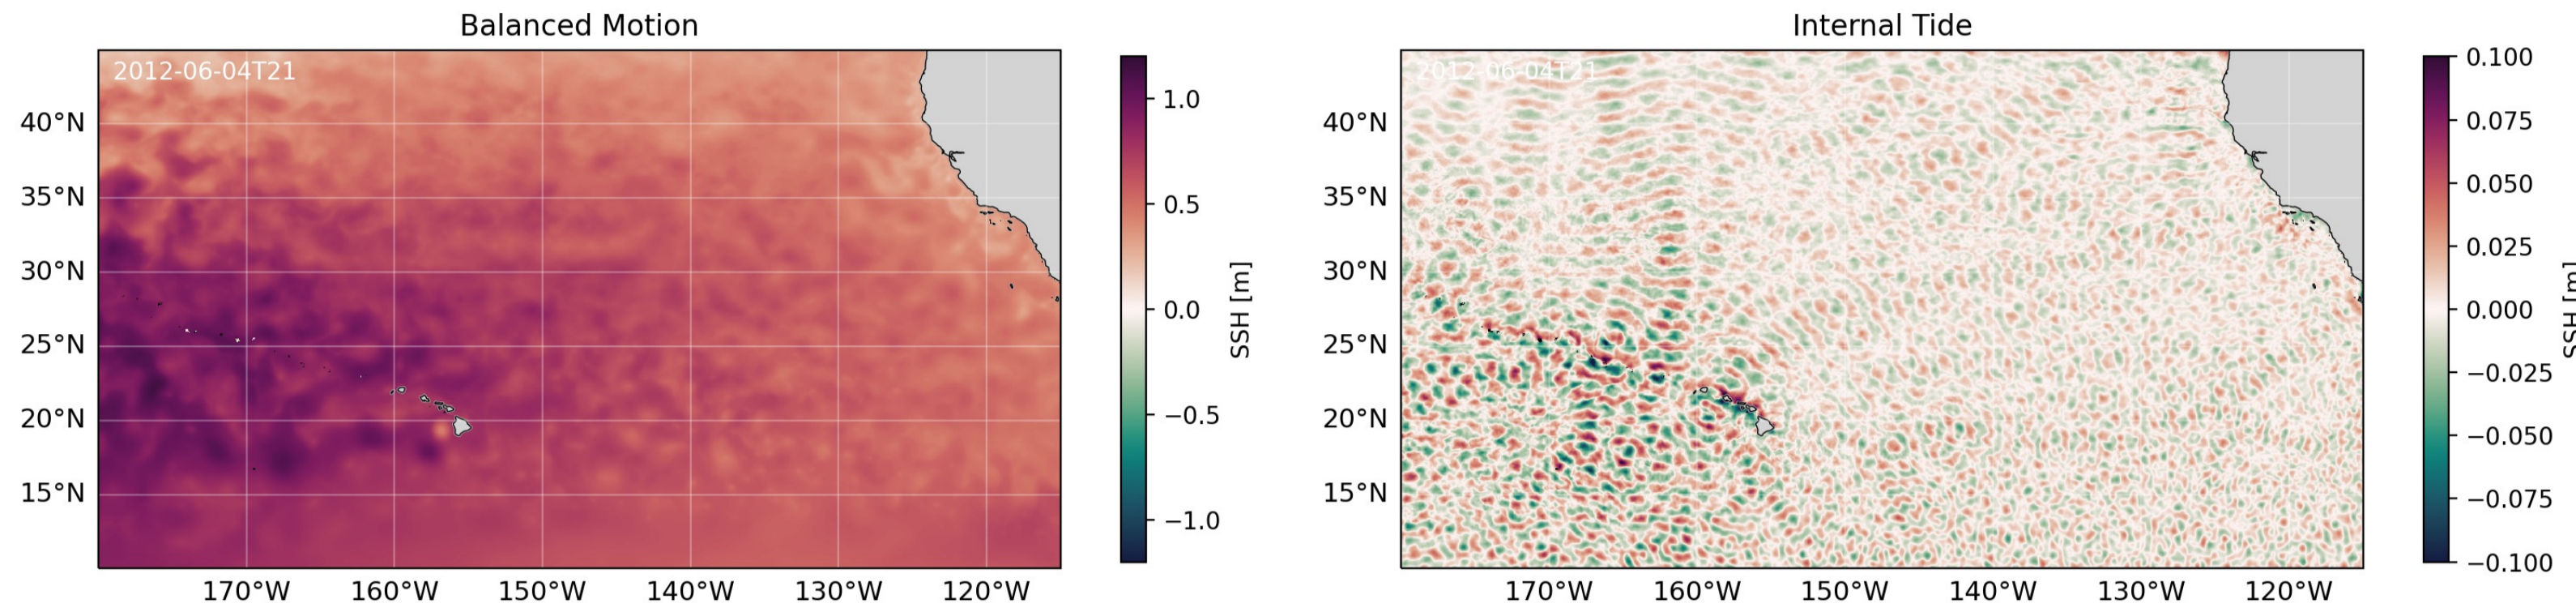 Balanced Motion
2012-06-04T21
40°N
35°N
30°N
25°N
20°N
15°N
170°W 160°W 150°W 140°W 130°W 120°W
1.0
0.5
0.0
−0.5
−1.0
SSH [m]
Internal Tide
2012-06-04T21
40°N
35°N
30°N
25°N
20°N
15°N
170°W 160°W 150°W 140°W 130°W 120°W
0.100
0.075
0.050
0.025
0.000
−0.025
−0.050
−0.075
−0.100
SSH [m]